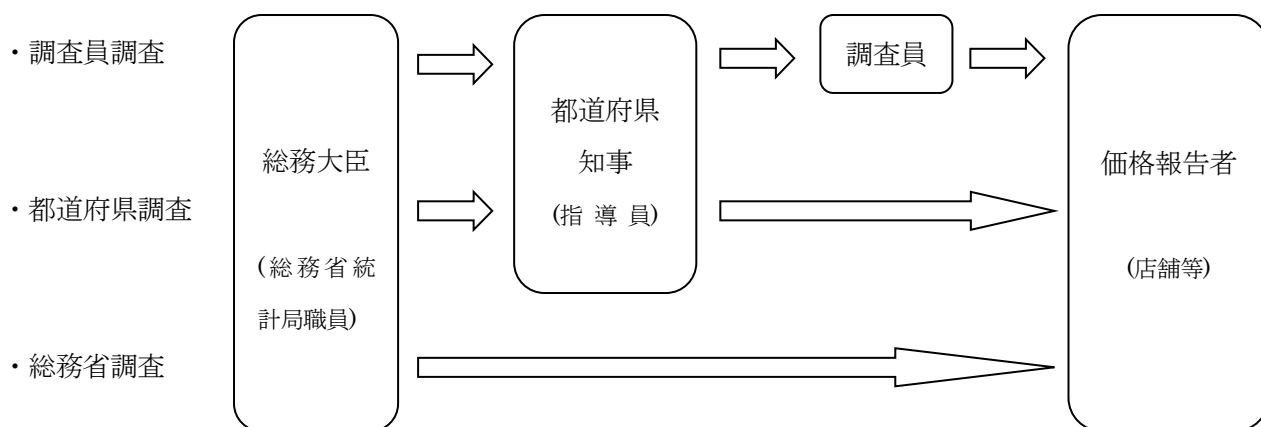 ・調査員調査
調査員
都道府県
知事
(指 導 員)
総務大臣
(総務省統
計局職員)
価格報告者
(店舗等)
・都道府県調査
・総務省調査